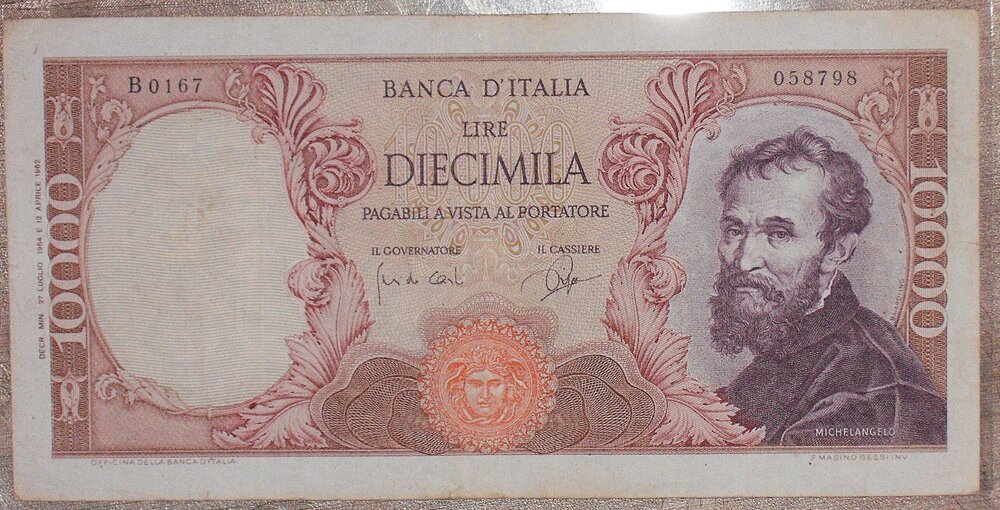 B 0167
BANCA D'ITALIA
058798
LIRE
DIECIMILA
PAGABILI A VISTA AL PORTATORE
IL GOVERNATORE
IL CASSIERE
10000
10000
DECR. MIN. 27 LUGLIO 1964 E 12 APRILE 1962
MICHELANGELO
OFFICINA DELLA BANCA D'ITALIA
F. MASINO BESSI INV.